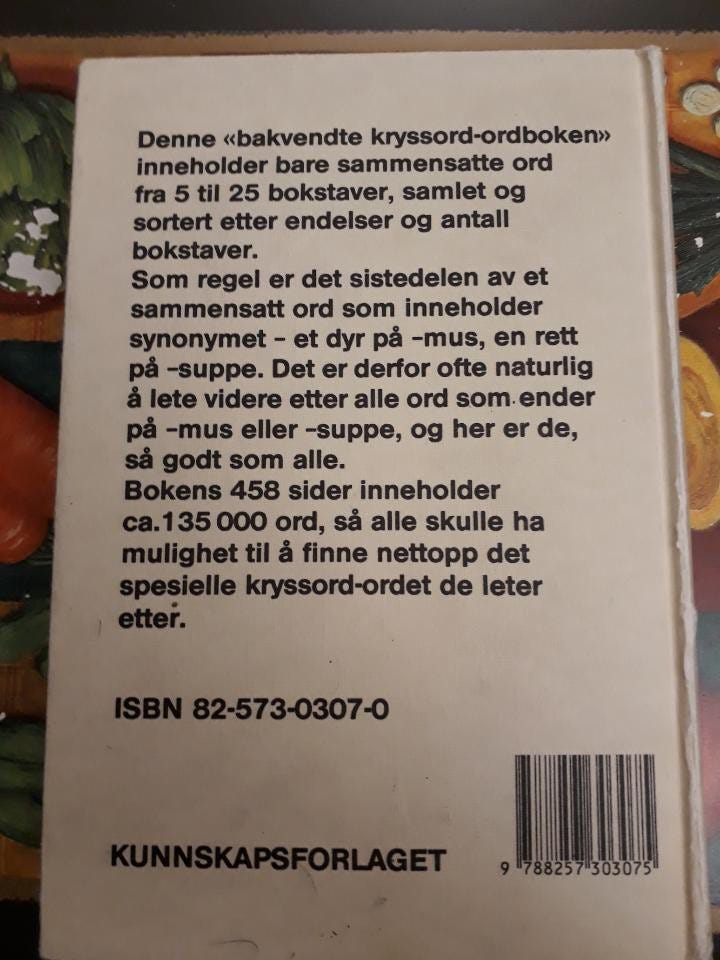 Denne «bakvendte kryssord-ordboken»
inneholder bare sammensatte ord
fra 5 til 25 bokstaver, samlet og
sortert etter endelser og antall
bokstaver.
Som regel er det sistedelen av et
sammensatt ord som inneholder
synonymet – et dyr på –mus, en rett
på –suppe. Det er derfor ofte naturlig
å lete videre etter alle ord som ender
på –mus eller –suppe, og her er de,
så godt som alle.
Bokens 458 sider inneholder
ca.135 000 ord, så alle skulle ha
mulighet til å finne nettopp det
spesielle kryssord-ordet de leter
etter.
ISBN 82-573-0307-0
KUNNSKAPSFORLAGET
9 788257 303075